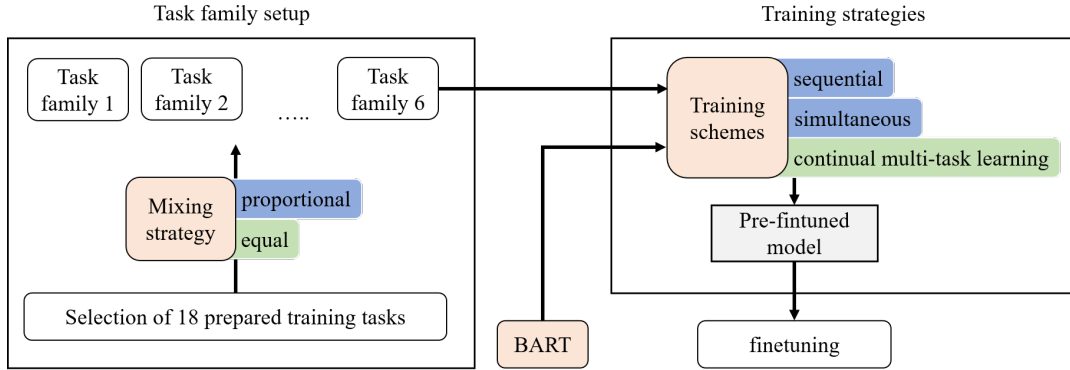 Task family setup
Task
family 1
Task
family 2
.....
Task
family 6
Mixing
strategy
proportional
equal
Selection of 18 prepared training tasks
BART
Training strategies
Training
schemes
sequential
simultaneous
continual multi-task learning
Pre-fintuned
model
finetuning